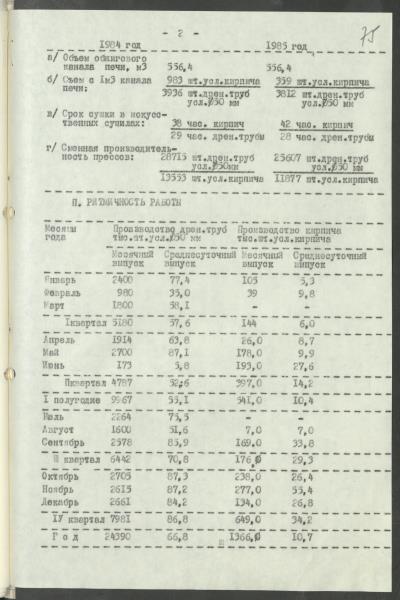 - 2 -
75
1984 год 1985 год
а/ Объем обжигового
канала печи, м3 556,4 556,4
б/ Съем с 1м3 канала 983 шт.усл.кирпича 359 шт.усл.кирпича
печи: 3936 шт.дрен.труб 3812 шт.дрен.труб
усл.Ø50 мм усл.Ø50 мм
в/ Срок сушки в искусс-
твенных сушилах: 38 час. кирпич 42 час. кирпич
29 час. дрен.трубы 28 час. дрен.трубы
г/ Сменная производитель-
ность прессов: 28715 шт.дрен.труб 25607 шт.дрен.труб
усл.Ø50мм усл.Ø50 мм
13553 шт.усл.кирпича 11877 шт.усл.кирпича
П. РИТМИЧНОСТЬ РАБОТЫ
Месяцы Производство дрен.труб Производство кирпича
года тыс.шт.усл.Ø50 мм тыс.шт.усл.кирпича
Месячный Среднесуточный Месячный Среднесуточный
выпуск выпуск выпуск выпуск
Январь 2400 77,4 105 5,3
Февраль 980 35,0 39 9,8
Март 1800 58,1 - -
Iквартал 5180 57,6 144 6,0
Апрель 1914 63,8 26,0 8,7
Май 2700 87,1 178,0 9,9
Июнь 173 5,8 193,0 27,6
Пквартал 4787 52,6 397,0 14,2
I полугодие 9967 55,1 541,0 10,4
Июль 2264 75,5 - -
Август 1600 51,6 7,0 7,0
Сентябрь 2578 85,9 169,0 33,8
Ш квартал 6442 70,8 176,0 29,3
Октябрь 2705 87,3 238,0 26,4
Ноябрь 2615 87,2 277,0 55,4
Декабрь 2661 84,2 134,0 26,8
IУ квартал 7981 86,8 649,0 34,2
Год 24390 66,8 1366,0 10,7